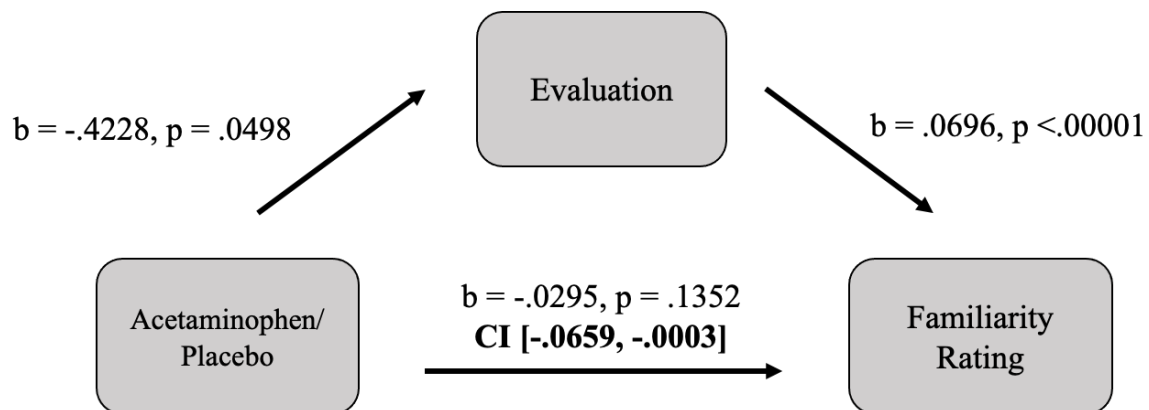 Evaluation
b = -.4228, p = .0498
b = .0696, p <.00001
Acetaminophen/
Placebo
b = -.0295, p = .1352
CI [-.0659, -.0003]
Familiarity
Rating